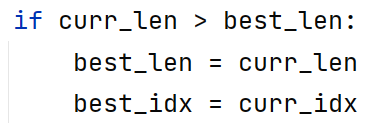 if curr_len > best_len:
    best_len = curr_len
    best_idx = curr_idx